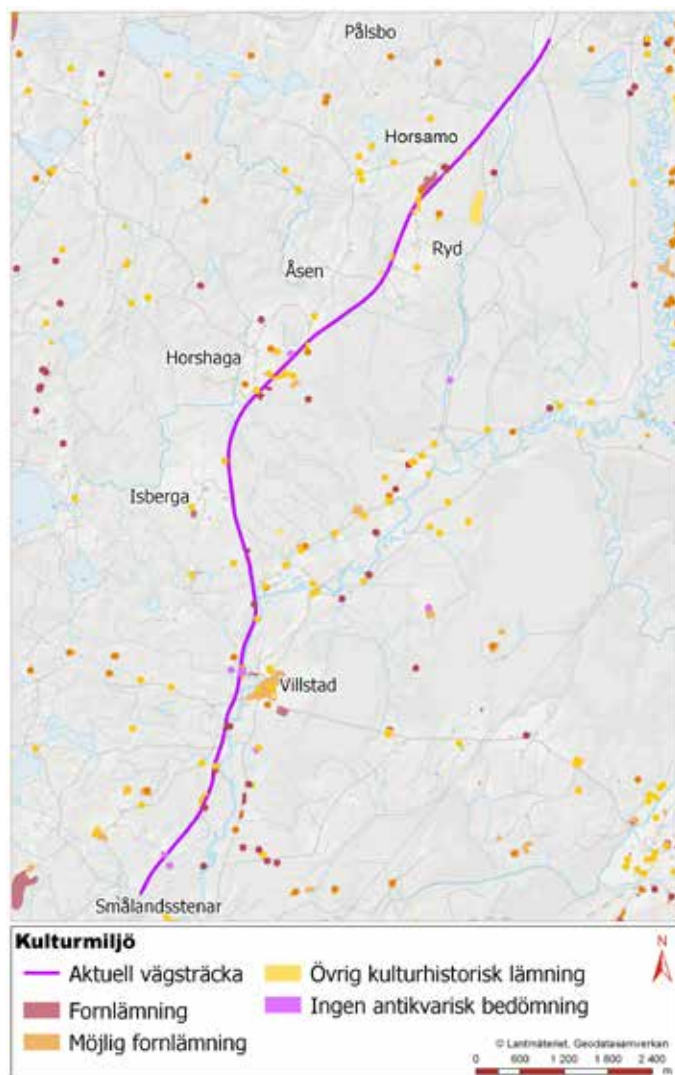 Pålsbo
Horsamo
Ryd
Åsen
Horshaga
Isberga
Villstad
Smålandsstenar
Kulturmiljö
Aktuell vägsträcka
Fornlämning
Möjlig fornlämning
Övrig kulturhistorisk lämning
Ingen antikvarisk bedömning
N
© Lantmäteriet, Geodatasamverkan
0 600 1 200 1 800 2 400
m